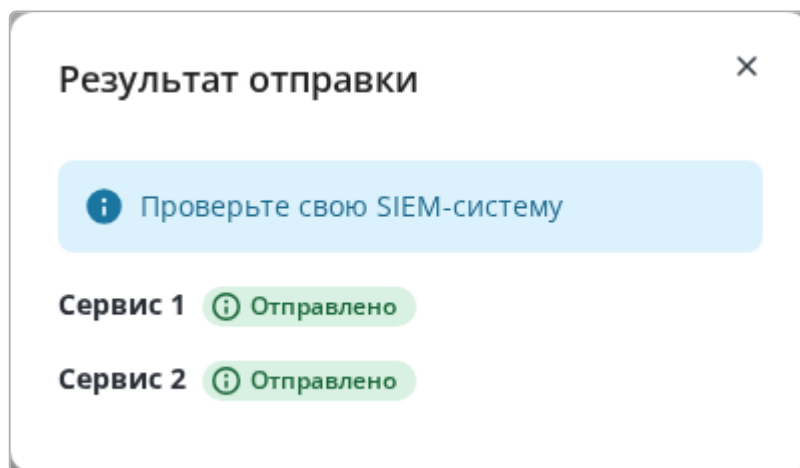 Результат отправки
Проверьте свою SIEM-систему
Сервис 1 Отправлено
Сервис 2 Отправлено